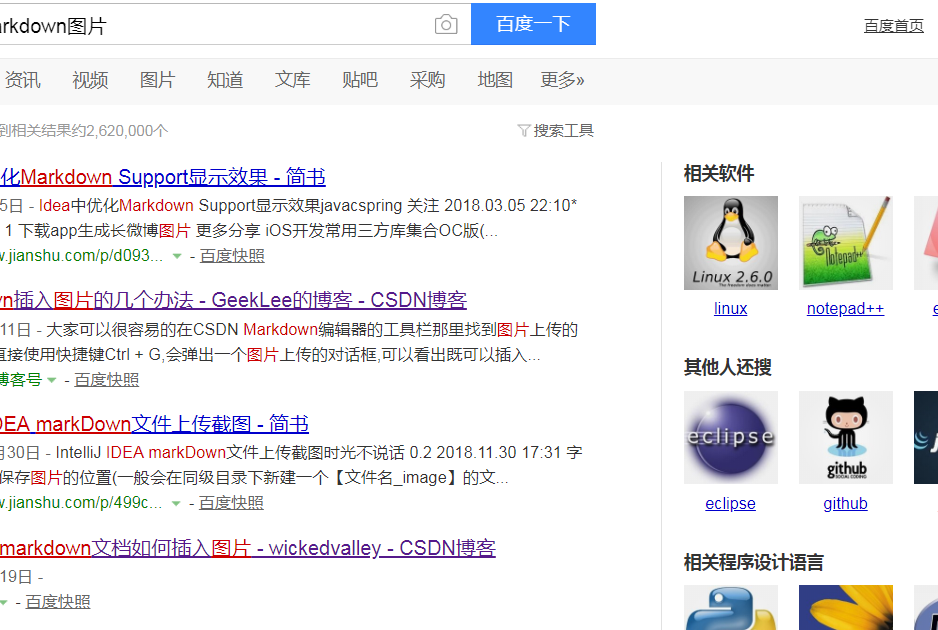 arkdown图片
百度一下
百度首页
资讯 视频 图片 知道 文库 贴吧 采购 地图 更多»
到相关结果约2,620,000个
搜索工具
化Markdown Support显示效果 - 简书
5日 - Idea中优化Markdown Support显示效果javacspring 关注 2018.03.05 22:10*
1 下载app生成长微博图片 更多分享 iOS开发常用三方库集合OC版(...
w.jianshu.com/p/d093... - 百度快照
wn插入图片的几个办法 - GeekLee的博客 - CSDN博客
11日 - 大家可以很容易的在CSDN Markdown编辑器的工具栏那里找到图片上传的
直接使用快捷键Ctrl + G,会弹出一个图片上传的对话框,可以看出既可以插入...
博客号 - 百度快照
DEA markDown文件上传截图 - 简书
月30日 - IntelliJ IDEA markDown文件上传截图时光不说话 0.2 2018.11.30 17:31 字
保存图片的位置(一般会在同级目录下新建一个【文件名_image】的文...
w.jianshu.com/p/499c... - 百度快照
markdown文档如何插入图片 - wickedvalley - CSDN博客
19日 -
- 百度快照
相关软件
Linux 2.6.0
Notepad++
linux
notepad++
e
其他人还搜
eclipse
github
SOCIAL CODING
j
eclipse
github
相关程序设计语言